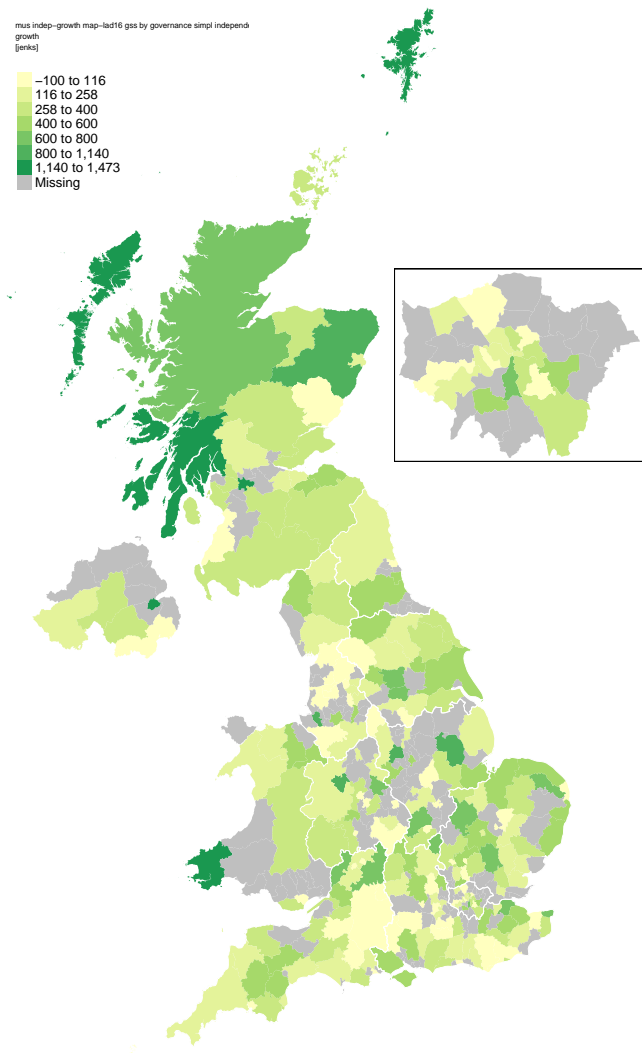 mus indep−growth map−lad16 gss by governance simpl independ
growth
[jenks]
−100 to 116
116 to 258
258 to 400
400 to 600
600 to 800
800 to 1,140
1,140 to 1,473
Missing